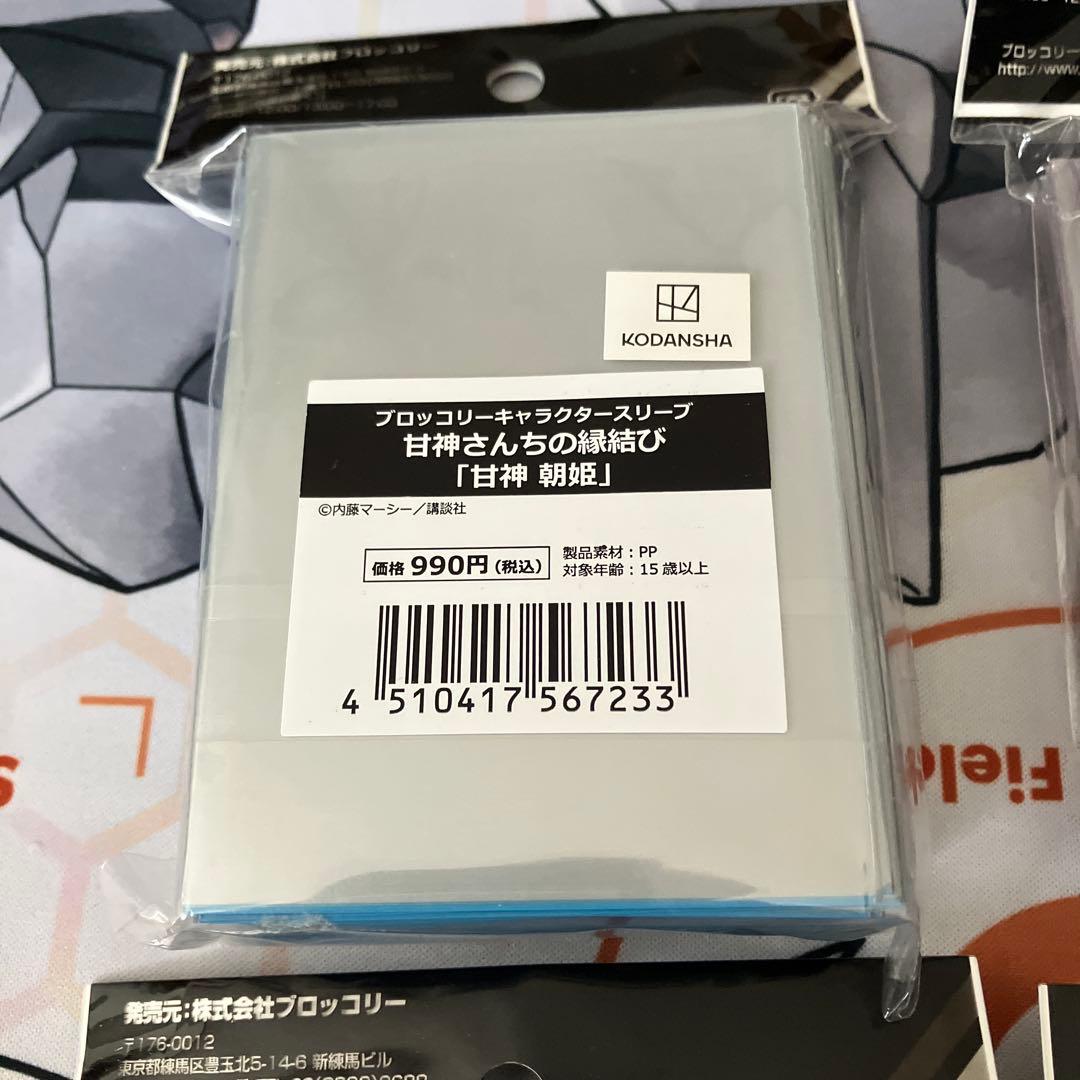 発売元:株式会社ブロッコリー
ブロッコリー
http://www.
KODANSHA
ブロッコリーキャラクタースリーブ
甘神さんちの縁結び
「甘神 朝姫」
©内藤マーシー/講談社
価格 990円(税込)
製品素材:PP
対象年齢:15歳以上
4 510417 567233
L
Field
発売元:株式会社ブロッコリー
〒176-0012
東京都練馬区豊玉北5-14-6 新練馬ビル